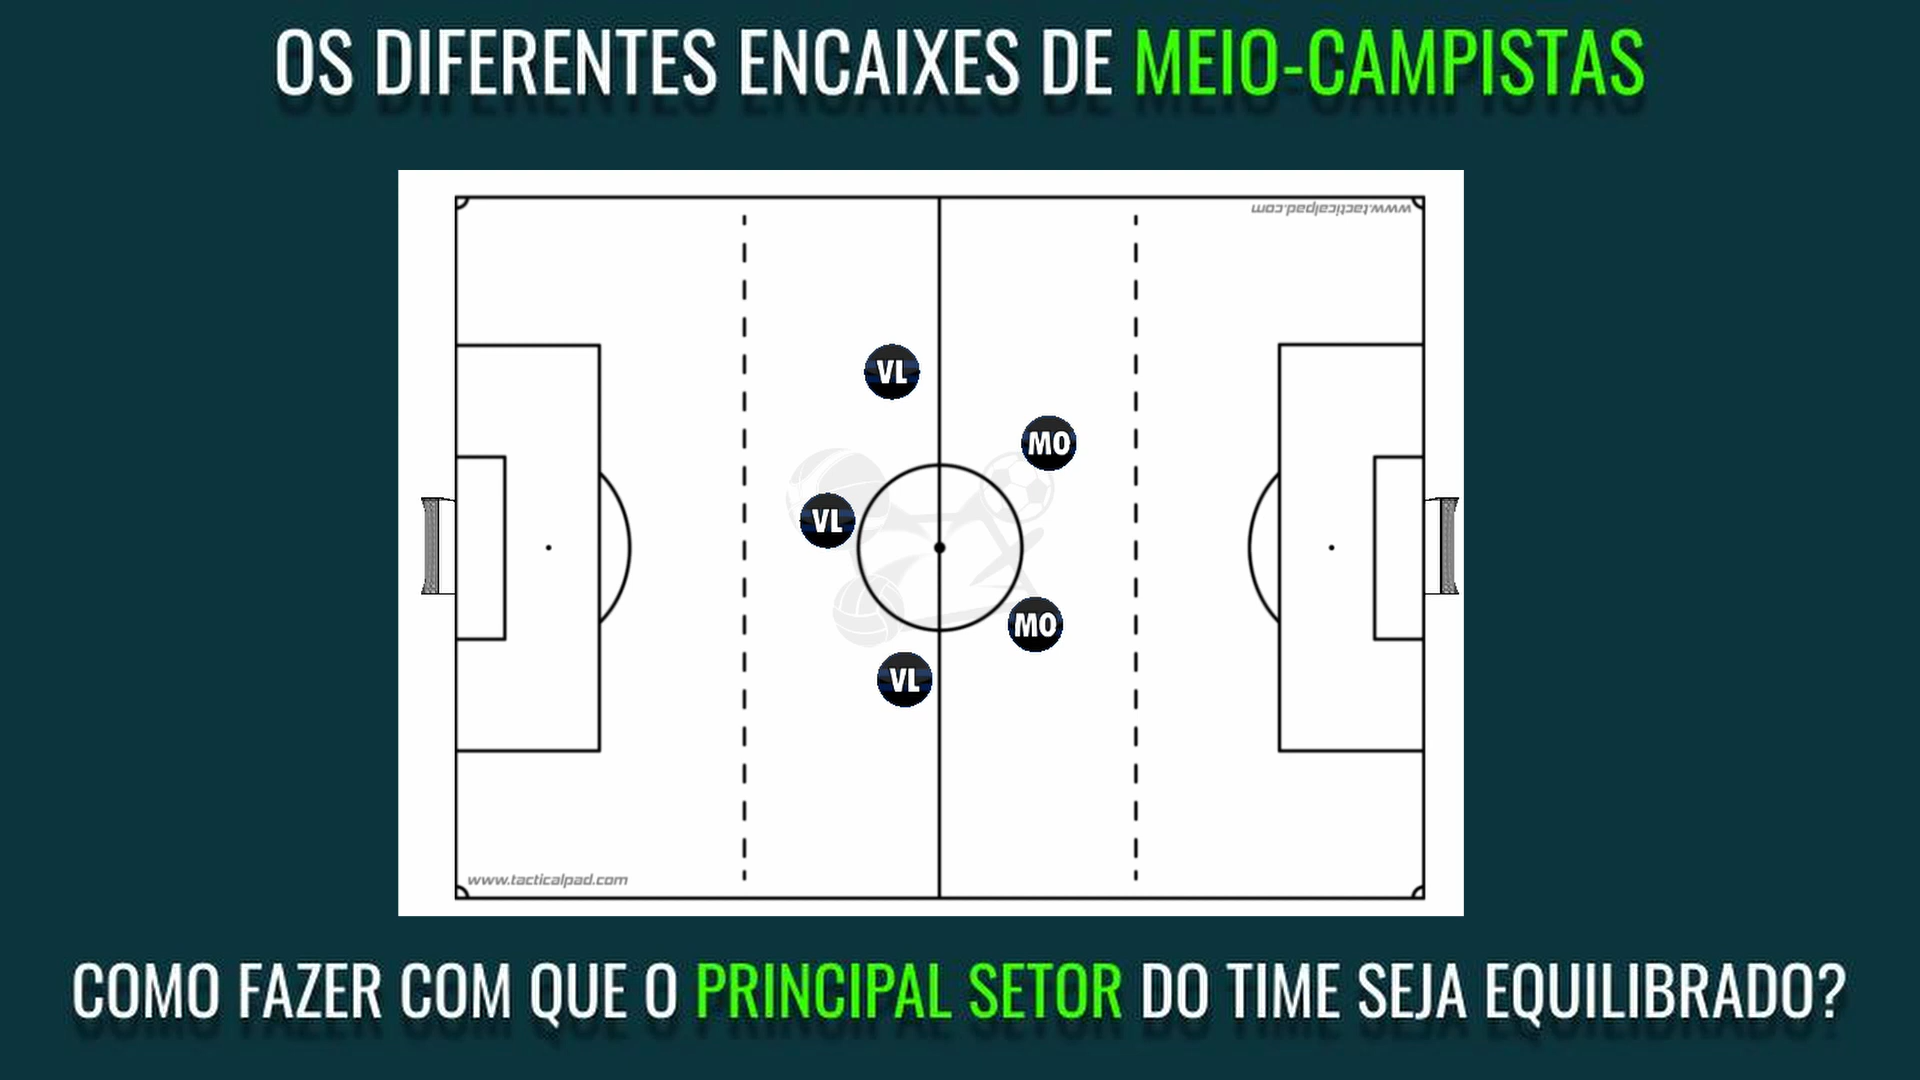 OS DIFERENTES ENCAIXES DE MEIO-CAMPISTAS
www.tacticalpad.com
VL
MO
VL
MO
VL
www.tacticalpad.com
COMO FAZER COM QUE O PRINCIPAL SETOR DO TIME SEJA EQUILIBRADO?